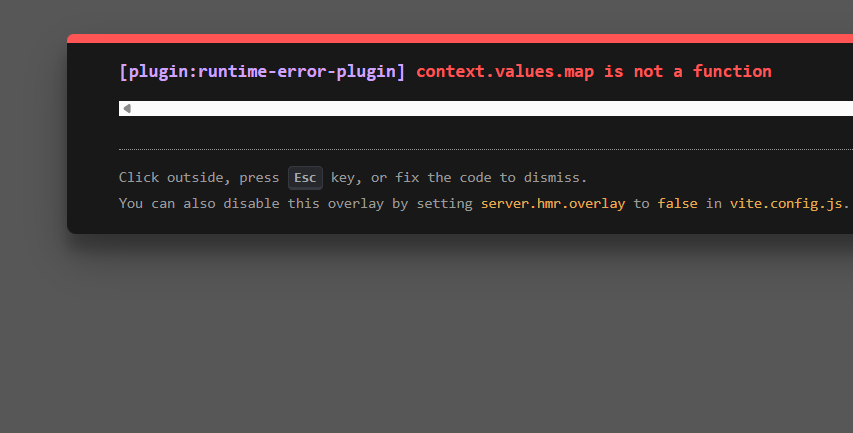 [plugin:runtime-error-plugin] context.values.map is not a function
Click outside, press Esc key, or fix the code to dismiss.
You can also disable this overlay by setting server.hmr.overlay to false in vite.config.js.